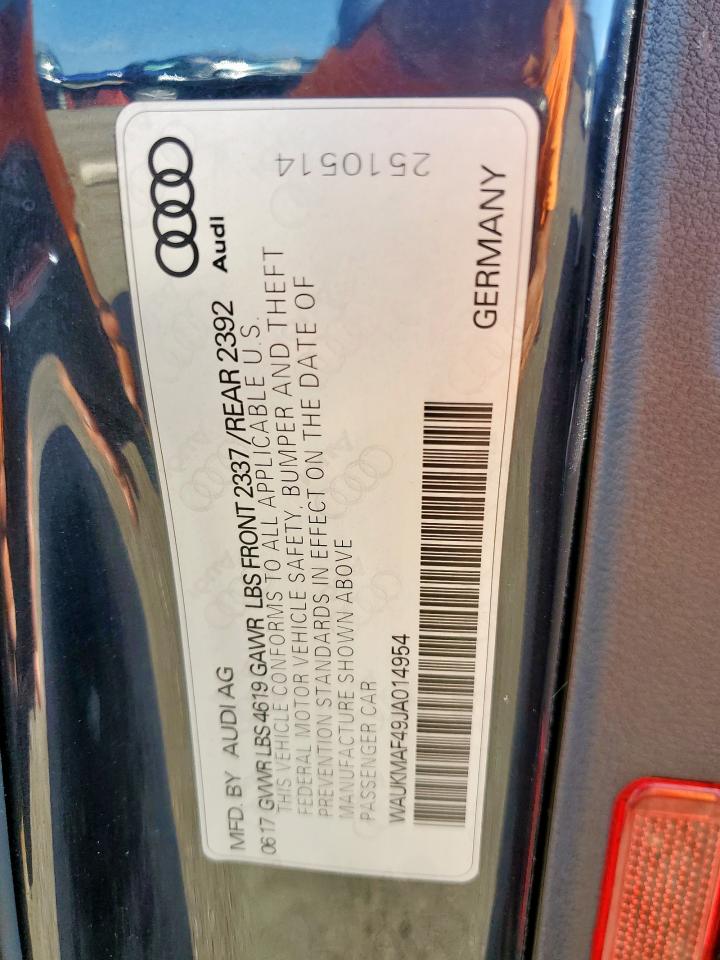 MFD. BY AUDI AG
0617 GVWR LBS 4619 GAWR LBS FRONT 2337/REAR 2392
THIS VEHICLE CONFORMS TO ALL APPLICABLE U.S.
FEDERAL MOTOR VEHICLE SAFETY, BUMPER AND THEFT
PREVENTION STANDARDS IN EFFECT ON THE DATE OF
MANUFACTURE SHOWN ABOVE
PASSENGER CAR
WAUKMAF49JA014954
Audi
GERMANY
2510514